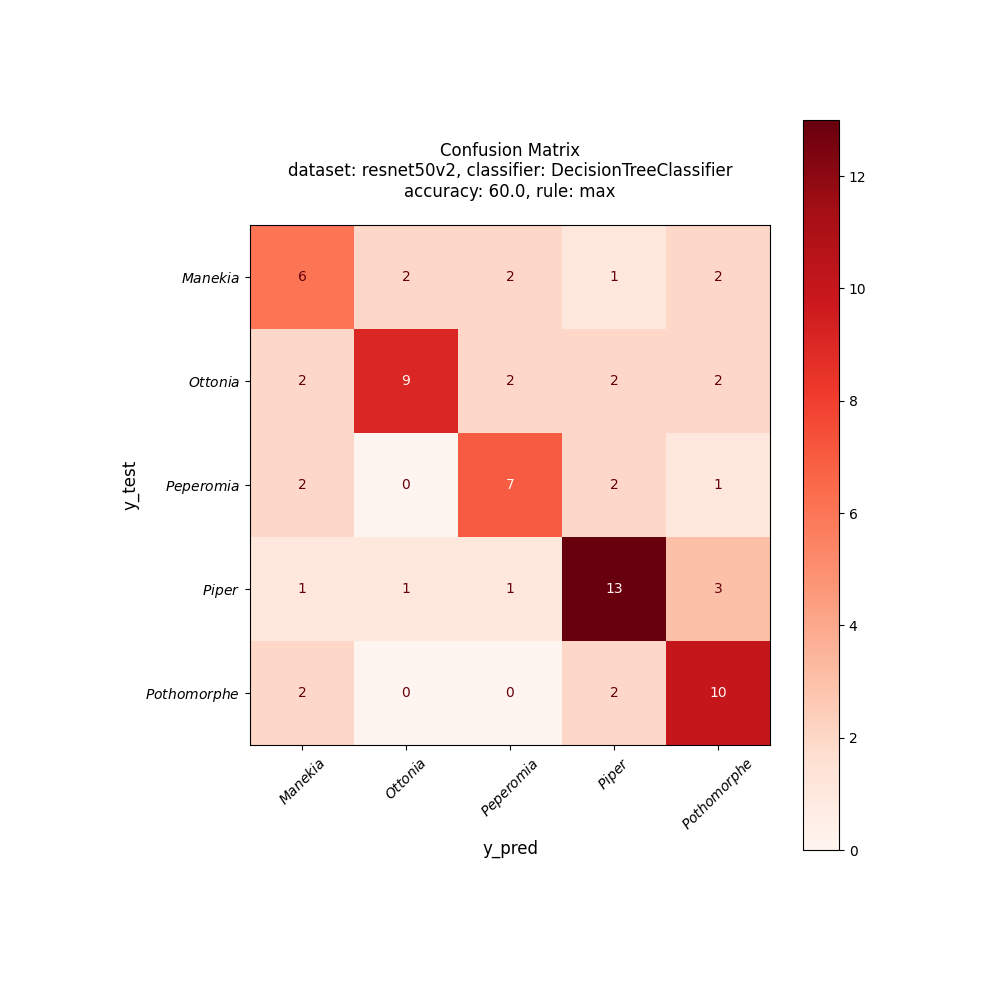 Confusion Matrix
dataset: resnet50v2, classifier: DecisionTreeClassifier
accuracy: 60.0, rule: max
Manekia 6 2 2 1 2
Ottonia 2 9 2 2 2
Peperomia 2 0 7 2 1
Piper 1 1 1 13 3
Pothomorphe 2 0 0 2 10
Manekia Ottonia Peperomia Piper Pothomorphe
y_pred
y_test
12
10
8
6
4
2
0